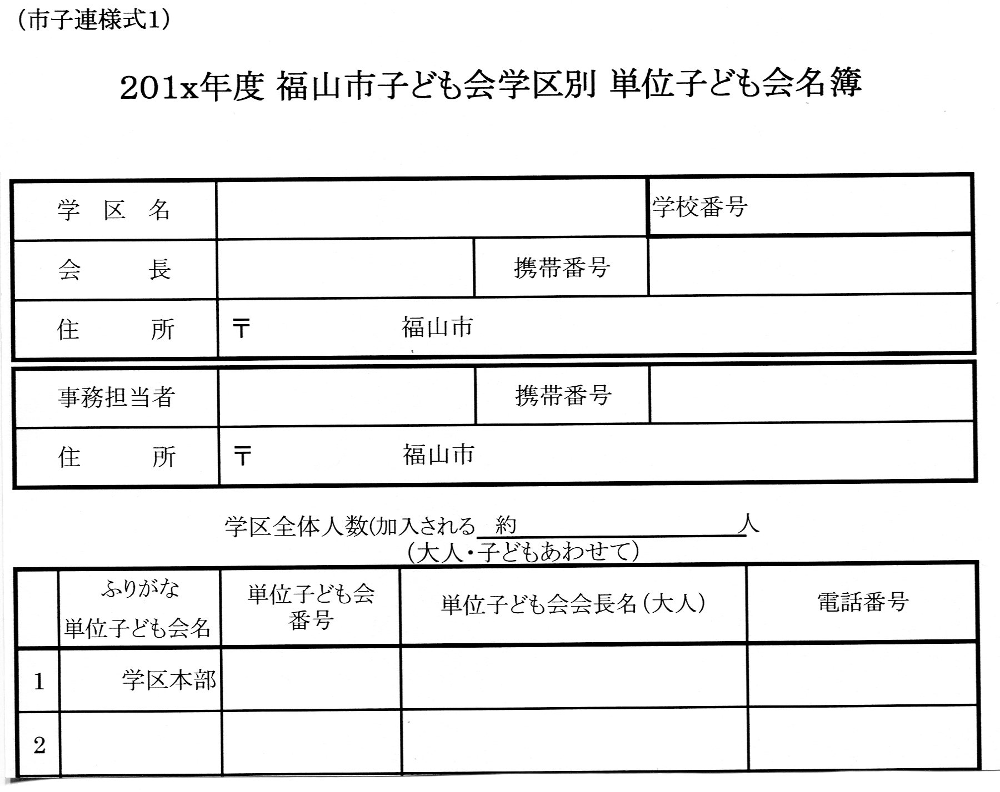 （市子連様式1）
201x年度 福山市子ども会学区別 単位子ども会名簿
学　区　名
学校番号
会　　　長
携帯番号
住　　　所
〒　　　福山市
事務担当者
携帯番号
住　　　所
〒　　　福山市
学区全体人数(加入される　約　　　人
（大人・子どもあわせて）
ふりがな
単位子ども会名
単位子ども会
番号
単位子ども会会長名（大人）
電話番号
1
学区本部
2